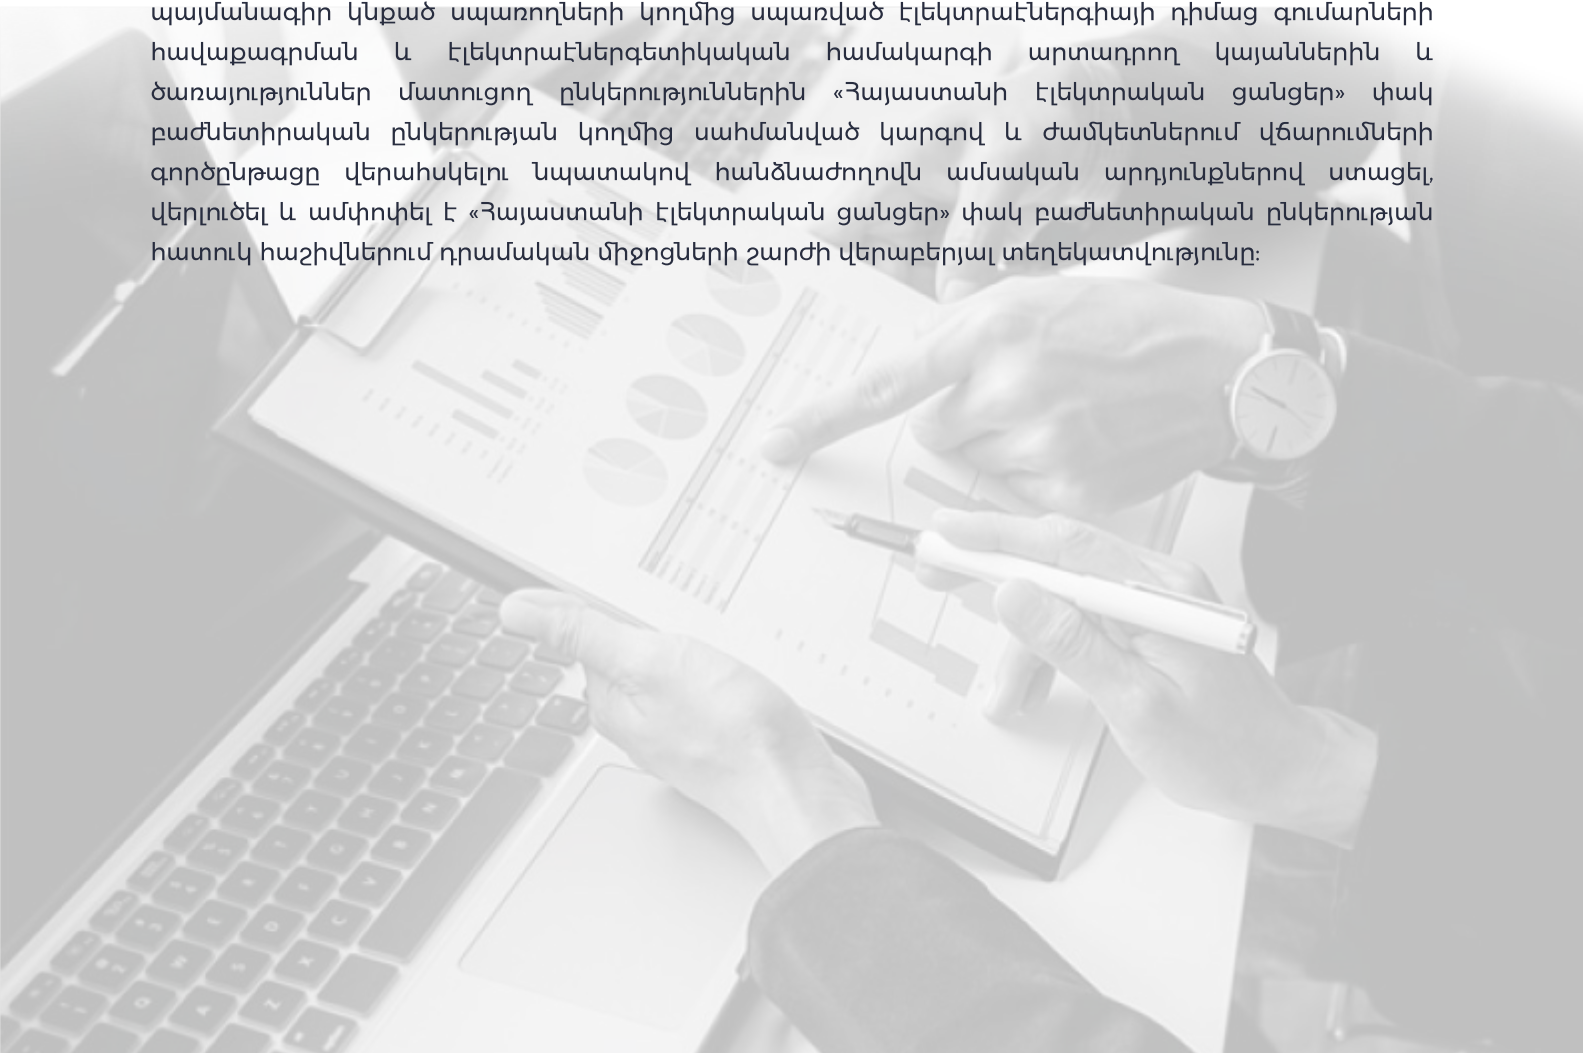 պայմանագիր կնքած սպառողների կողմից սպառված էլեկտրաէներգիայի դիմաց գումարների
հավաքագրման և էլեկտրաէներգետիկական համակարգի արտադրող կայաններին և
ծառայություններ մատուցող ընկերություններին «Հայաստանի էլեկտրական ցանցեր» փակ
բաժնետիրական ընկերության կողմից սահմանված կարգով և ժամկետներում վճարումների
գործընթացը վերահսկելու նպատակով հանձնաժողովն ամսական արդյունքներով ստացել,
վերլուծել և ամփոփել է «Հայաստանի էլեկտրական ցանցեր» փակ բաժնետիրական ընկերության
հատուկ հաշիվներում դրամական միջոցների շարժի վերաբերյալ տեղեկատվությունը։